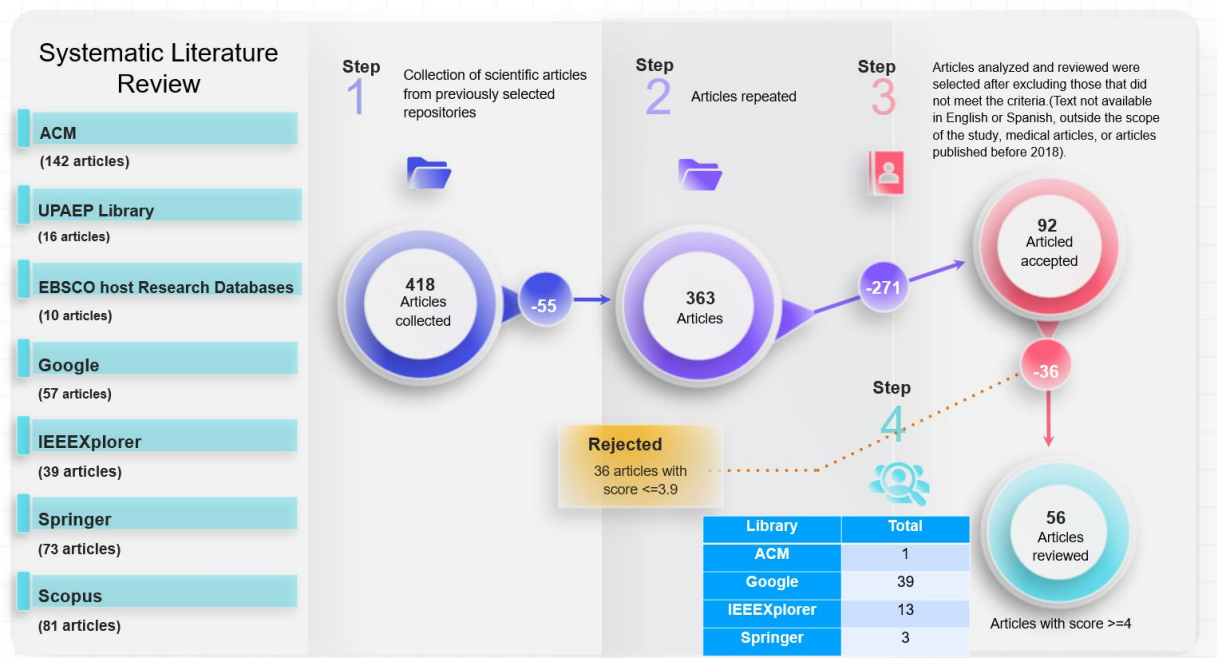 Systematic Literature
Review
ACM
(142 articles)
UPAEP Library
(16 articles)
EBSCO host Research Databases
(10 articles)
Google
(57 articles)
IEEEXplorer
(39 articles)
Springer
(73 articles)
Scopus
(81 articles)
Step
1
Collection of scientific articles
from previously selected
repositories
418
Articles
collected
-55
Step
2
Articles repeated
363
Articles
-271
Step
3
Articles analyzed and reviewed were
selected after excluding those that did
not meet the criteria.(Text not available
in English or Spanish, outside the scope
of the study, medical articles, or articles
published before 2018).
92
Articled
accepted
-36
Rejected
36 articles with
score <=3.9
Step
4
Library Total
ACM 1
Google 39
IEEEXplorer 13
Springer 3
56
Articles
reviewed
Articles with score >=4